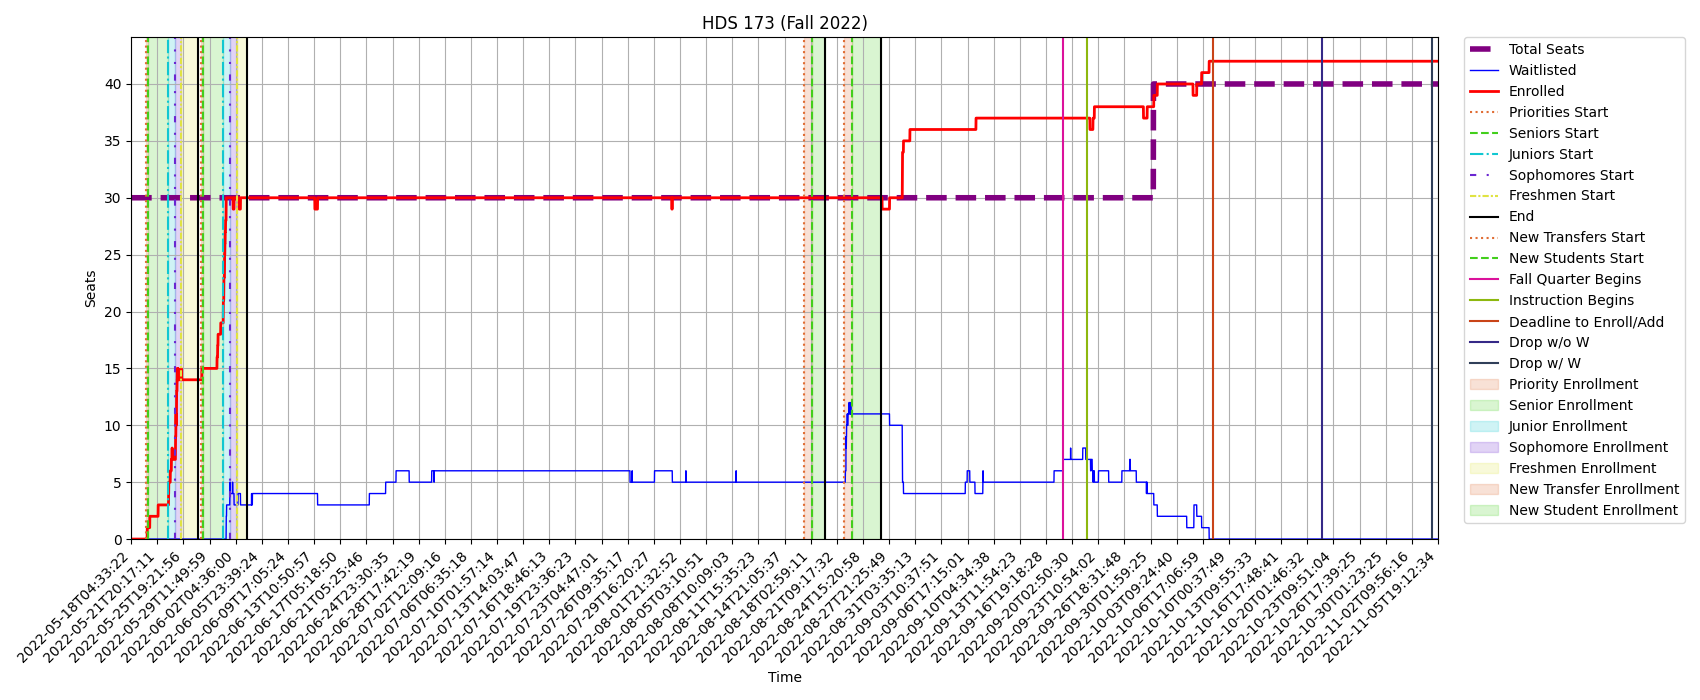 HDS 173 (Fall 2022)
Seats
40
35
30
25
20
15
10
5
0
2022-05-18T04:33:22
2022-05-21T20:17:11
2022-05-25T19:21:56
2022-05-29T11:49:59
2022-06-02T04:36:00
2022-06-05T23:39:24
2022-06-09T17:05:24
2022-06-13T10:50:57
2022-06-17T05:18:50
2022-06-21T05:25:46
2022-06-24T23:30:35
2022-06-28T17:42:19
2022-07-02T12:09:16
2022-07-06T06:35:18
2022-07-10T01:57:14
2022-07-13T14:03:47
2022-07-16T18:46:13
2022-07-19T23:36:23
2022-07-23T04:47:01
2022-07-26T09:35:17
2022-07-29T16:20:27
2022-08-01T21:32:52
2022-08-05T03:10:51
2022-08-08T10:09:03
2022-08-11T15:35:23
2022-08-14T21:05:37
2022-08-18T02:59:11
2022-08-21T09:17:32
2022-08-24T15:20:58
2022-08-27T21:25:49
2022-08-31T03:35:13
2022-09-03T10:37:51
2022-09-06T17:15:01
2022-09-10T04:34:38
2022-09-13T11:54:23
2022-09-16T19:18:28
2022-09-20T02:50:30
2022-09-23T10:54:02
2022-09-26T18:31:48
2022-09-30T01:59:25
2022-10-03T09:24:40
2022-10-06T17:06:59
2022-10-10T00:37:49
2022-10-13T09:55:33
2022-10-16T17:48:41
2022-10-20T01:46:32
2022-10-23T09:51:04
2022-10-26T17:39:25
2022-10-30T01:23:25
2022-11-02T09:56:16
2022-11-05T19:12:34
Time
Total Seats
Waitlisted
Enrolled
Priorities Start
Seniors Start
Juniors Start
Sophomores Start
Freshmen Start
End
New Transfers Start
New Students Start
Fall Quarter Begins
Instruction Begins
Deadline to Enroll/Add
Drop w/o W
Drop w/ W
Priority Enrollment
Senior Enrollment
Junior Enrollment
Sophomore Enrollment
Freshmen Enrollment
New Transfer Enrollment
New Student Enrollment